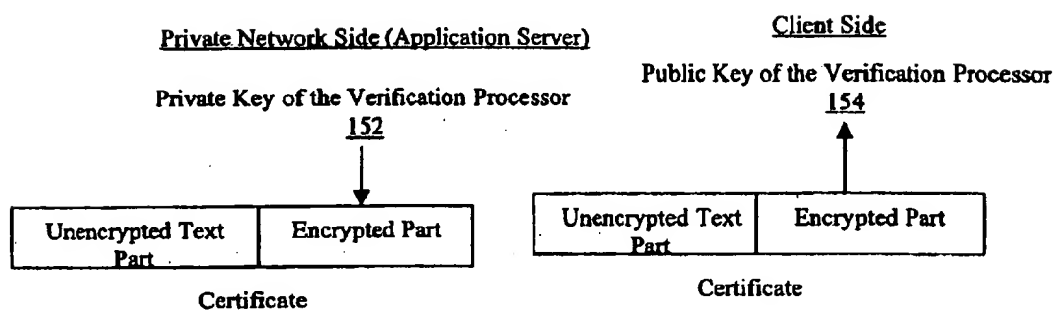 Private Network Side (Application Server)
Private Key of the Verification Processor
152
Unencrypted Text
Part
Encrypted Part
Certificate
Client Side
Public Key of the Verification Processor
154
Unencrypted Text
Part
Encrypted Part
Certificate